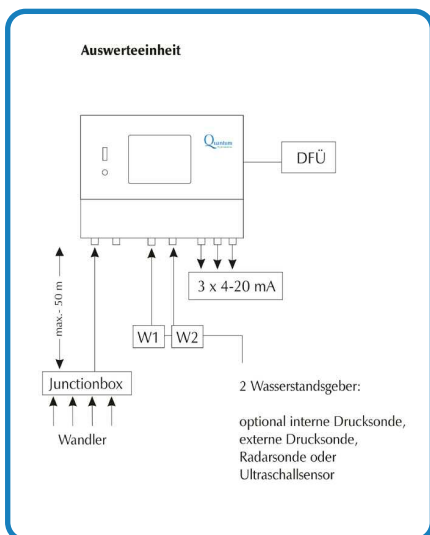 Auswerteeinheit
Quantum
DFÜ
3 x 4-20 mA
max.- 50 m
W1 W2
Junctionbox
Wandler
2 Wasserstandsgeber:
optional interne Drucksonde,
externe Drucksonde,
Radarsonde oder
Ultraschallsensor